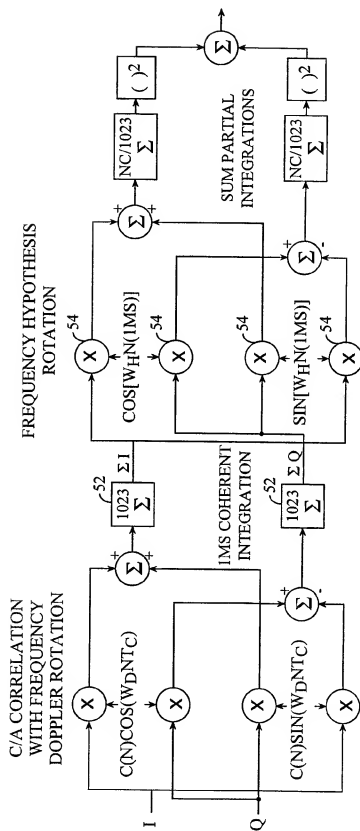 C/A CORRELATION
WITH FREQUENCY
DOPPLER ROTATION
FREQUENCY HYPOTHESIS
ROTATION
I
Q
X
X
X
X
C(N)COS(WDNTC)
C(N)SIN(WDNTC)
Σ
+
+
Σ
+
-
52
1023
Σ
1023
Σ
ΣI
ΣQ
1MS COHERENT
INTEGRATION
X
54
X
54
X
54
X
54
COS[WHN(1MS)]
SIN[WHN(1MS)]
Σ
+
+
Σ
+
-
NC/1023
Σ
NC/1023
Σ
SUM PARTIAL
INTEGRATIONS
( )2
( )2
Σ